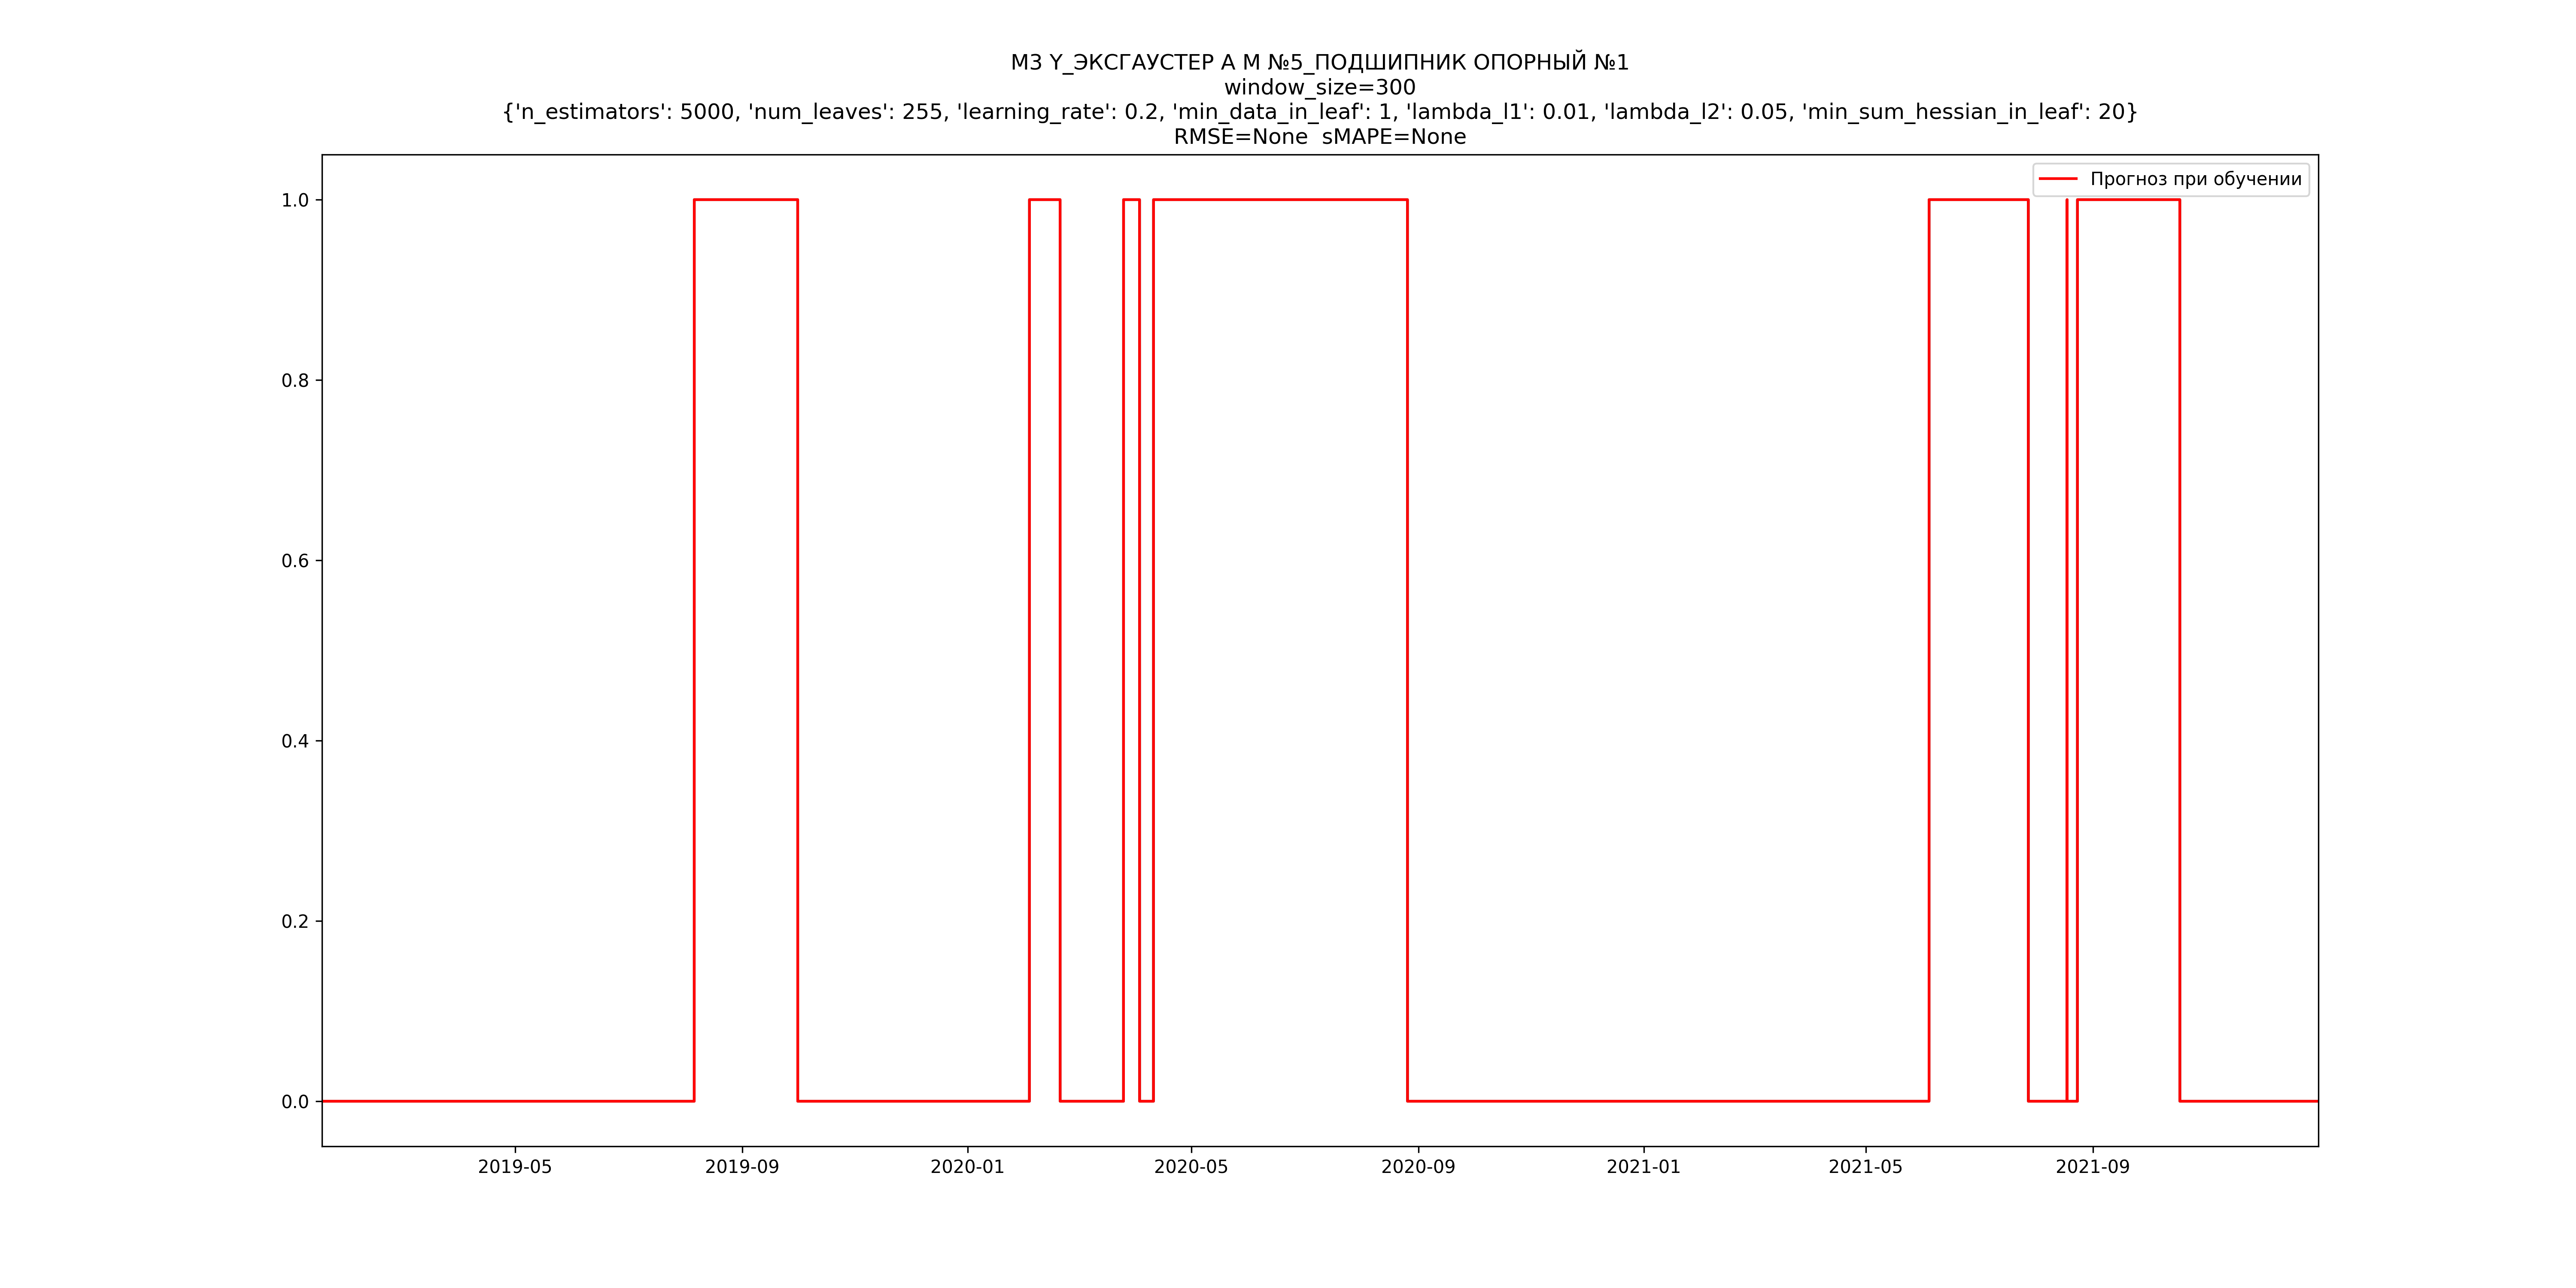 МЗ Y_ЭКСГАУСТЕР А М №5_ПОДШИПНИК ОПОРНЫЙ №1
window_size=300
{'n_estimators': 5000, 'num_leaves': 255, 'learning_rate': 0.2, 'min_data_in_leaf': 1, 'lambda_l1': 0.01, 'lambda_l2': 0.05, 'min_sum_hessian_in_leaf': 20}
RMSE=None  sMAPE=None
Прогноз при обучении
1.0
0.8
0.6
0.4
0.2
0.0
2019-05
2019-09
2020-01
2020-05
2020-09
2021-01
2021-05
2021-09